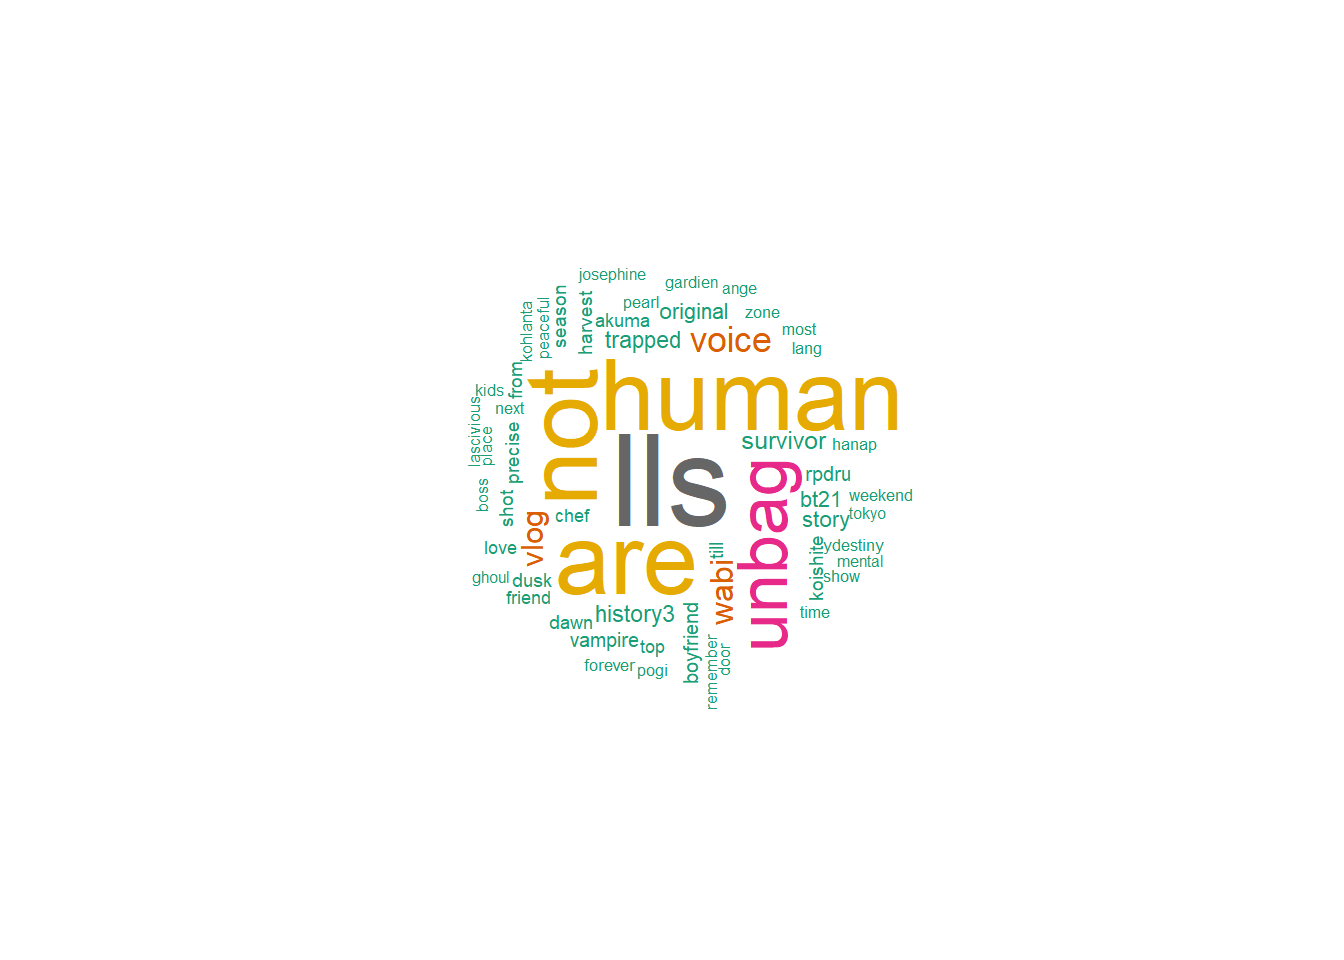 josephine
gardien
ange
kohlanta
peaceful
season
harvest
pearl
akuma
original
zone
trapped
voice
most
lang
from
kids
next
not
human
lascivious
place
precise
lls
survivor
hanap
boss
shot
unbag
rpdru
bt21
weekend
story
tokyo
vlog
chef
love
are
till
koishite
ydestiny
mental
show
ghoul
dusk
friend
wabi
dawn
history3
boyfriend
time
vampire
top
forever
pogi
remember
door